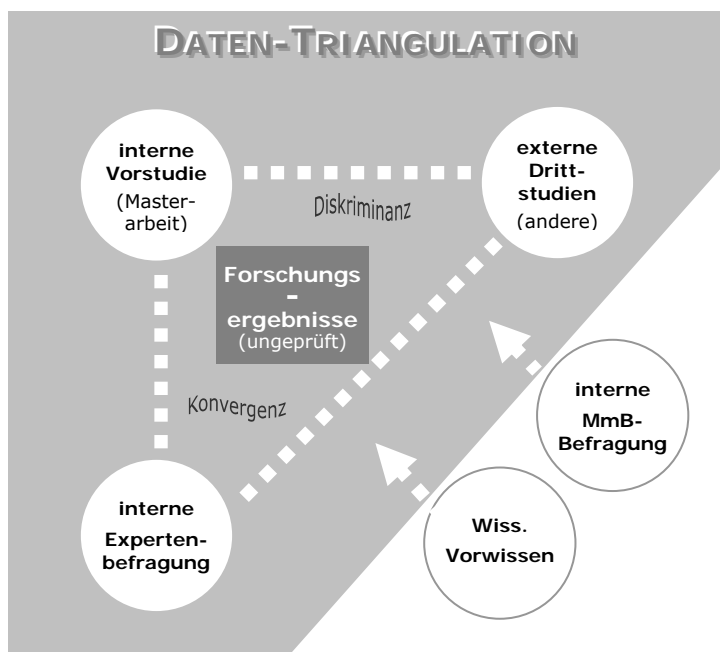 DATEN-TRIANGULATION
interne
Vorstudie
(Master-
arbeit)
externe
Dritt-
studien
(andere)
Diskriminanz
Forschungs
-
ergebnisse
(ungeprüft)
Konvergenz
interne
MmB-
Befragung
interne
Experten-
befragung
Wiss.
Vorwissen